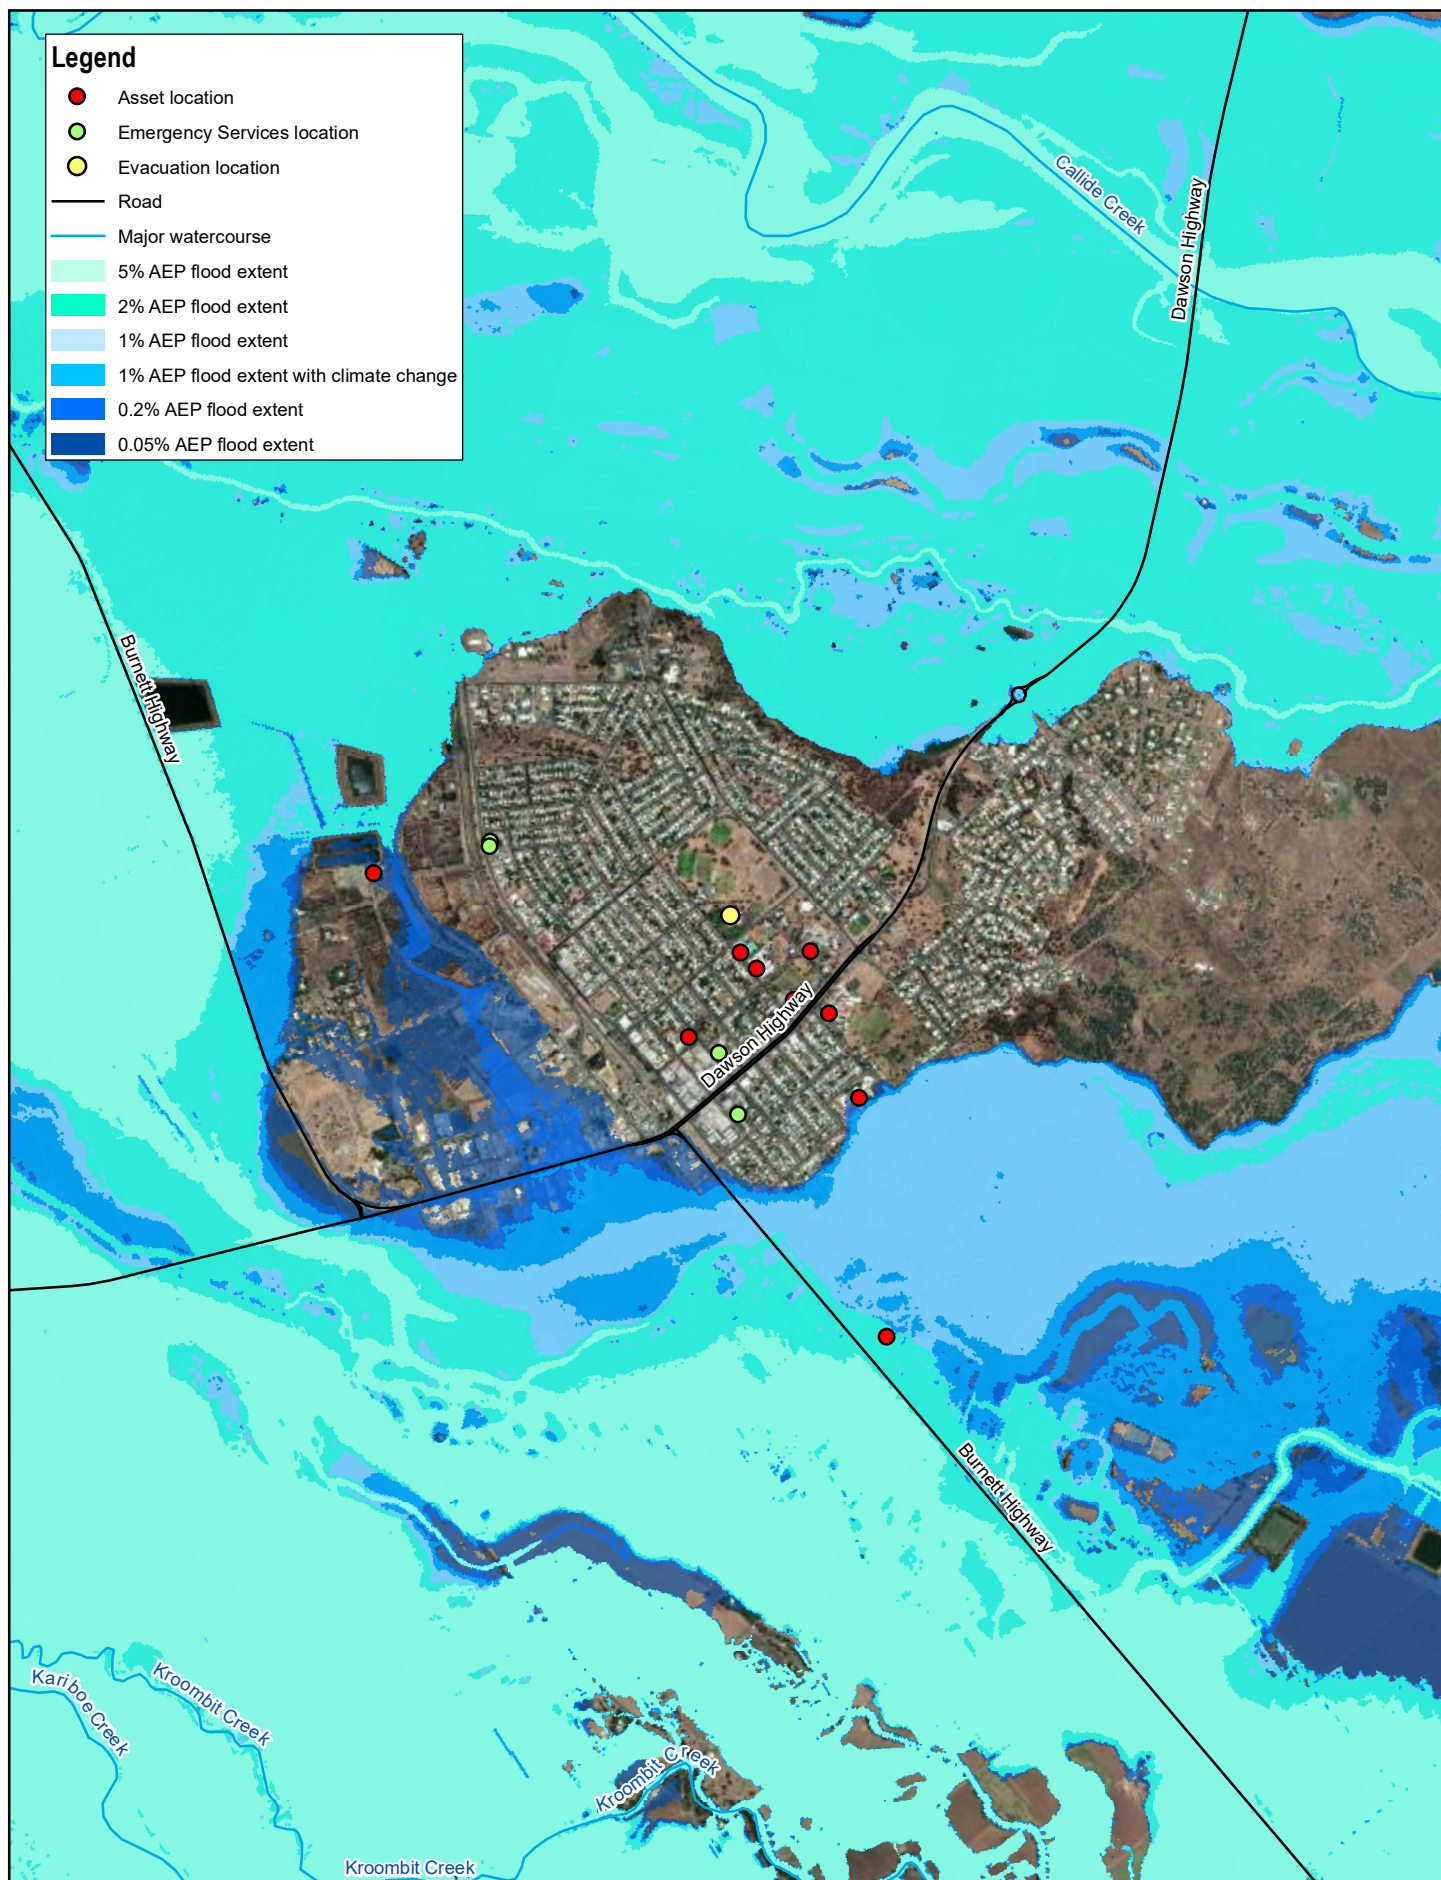 Legend
Asset location
Emergency Services location
Evacuation location
Road
Major watercourse
5% AEP flood extent
2% AEP flood extent
1% AEP flood extent
1% AEP flood extent with climate change
0.2% AEP flood extent
0.05% AEP flood extent
Callide Creek
Dawson Highway
Burnett Highway
Dawson Highway
Burnett Highway
Kariboe Creek
Kroombit Creek
Kroombit Creek
Kroombit Creek